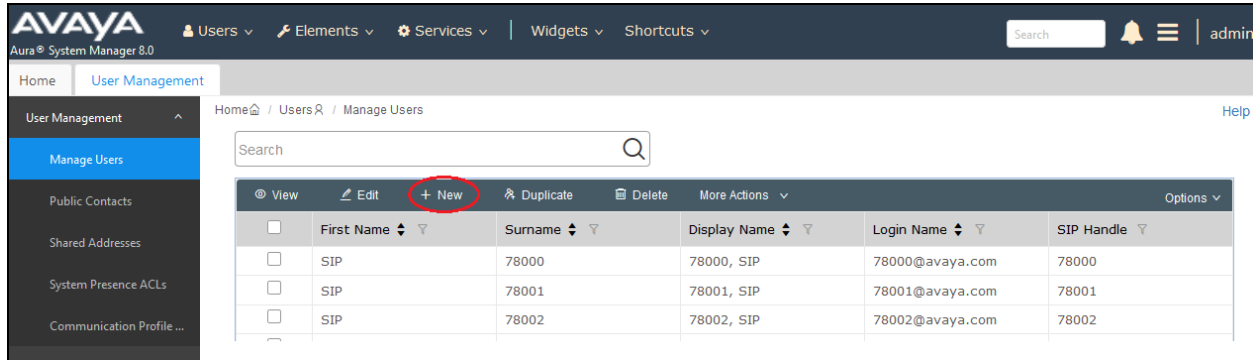 AVAYA
Aura® System Manager 8.0
Users Elements Services | Widgets Shortcuts Search admin
Home User Management
User Management
Manage Users
Public Contacts
Shared Addresses
System Presence ACLs
Communication Profile ...
Home / Users / Manage Users Help
Search
View Edit + New Duplicate Delete More Actions Options
First Name Surname Display Name Login Name SIP Handle
SIP 78000 78000, SIP 78000@avaya.com 78000
SIP 78001 78001, SIP 78001@avaya.com 78001
SIP 78002 78002, SIP 78002@avaya.com 78002